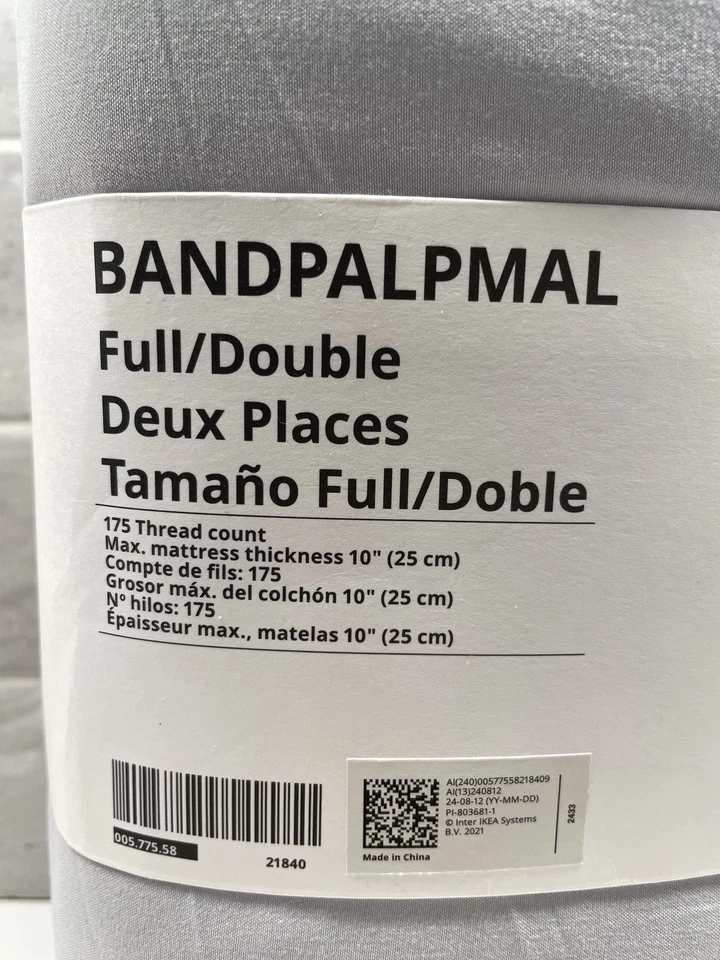 BANDPALPMAL
Full/Double
Deux Places
Tamaño Full/Doble
175 Thread count
Max. mattress thickness 10" (25 cm)
Compte de fils: 175
Grosor máx. del colchón 10" (25 cm)
Nº hilos: 175
Épaisseur max., matelas 10" (25 cm)
005.775.58
21840
AI(240)00577558218409
AI(13)240812
24-08-12 (YY-MM-DD)
PI-803681-1
© Inter IKEA Systems
B.V. 2021
2433
Made in China